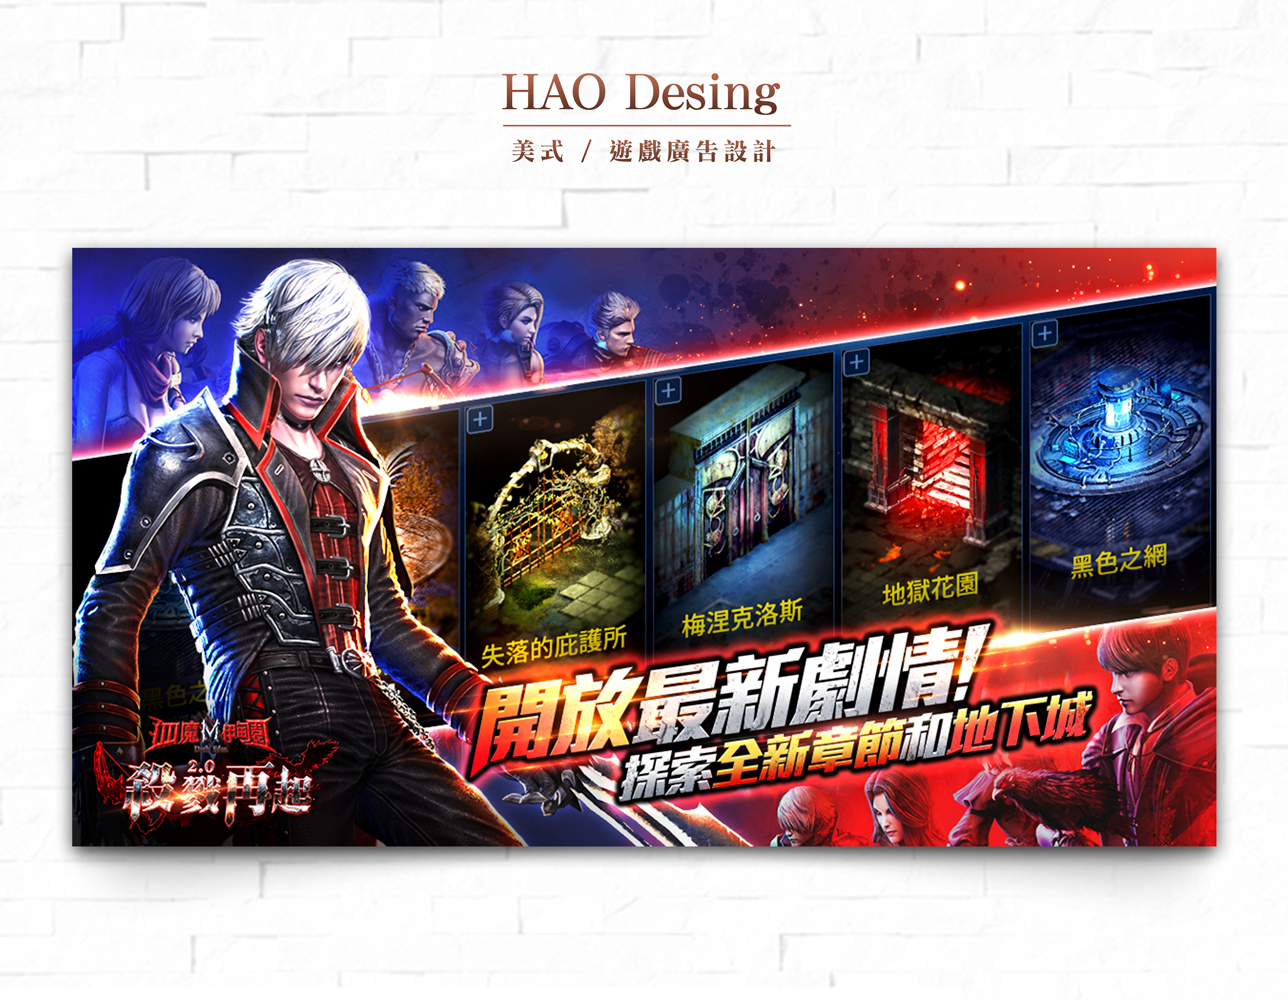 HAO Desing
美式 / 遊戲廣告設計
失落的庇護所
梅涅克洛斯
地獄花園
黑色之網
黑色之
開放最新劇情!
探索全新章節和地下城
血魔M伊甸園
2.0
殺戮再起